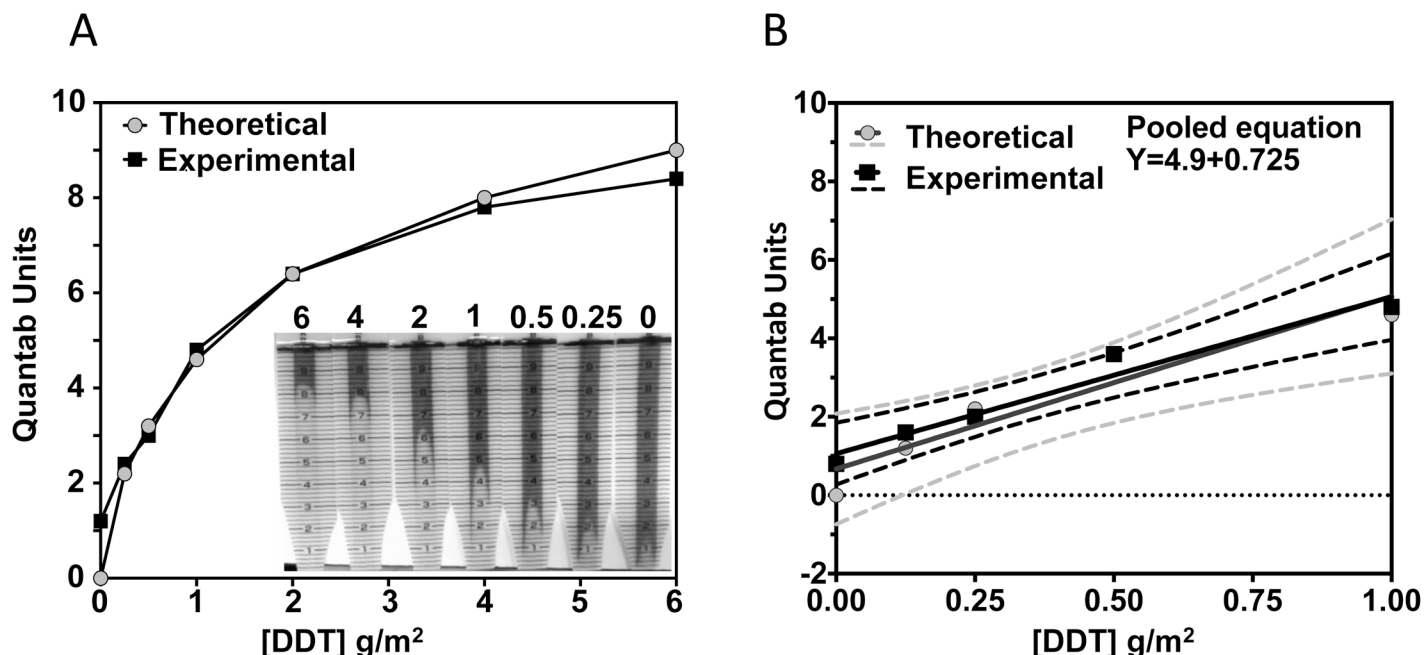 A
10
8
6
4
2
0
Quantab Units
Theoretical
Experimental
6 4 2 1 0.5 0.25 0
0 1 2 3 4 5 6
[DDT] g/m²
B
10
8
6
4
2
0
-2
Quantab Units
Theoretical
Experimental
Pooled equation
Y=4.9+0.725
0.00 0.25 0.50 0.75 1.00
[DDT] g/m²